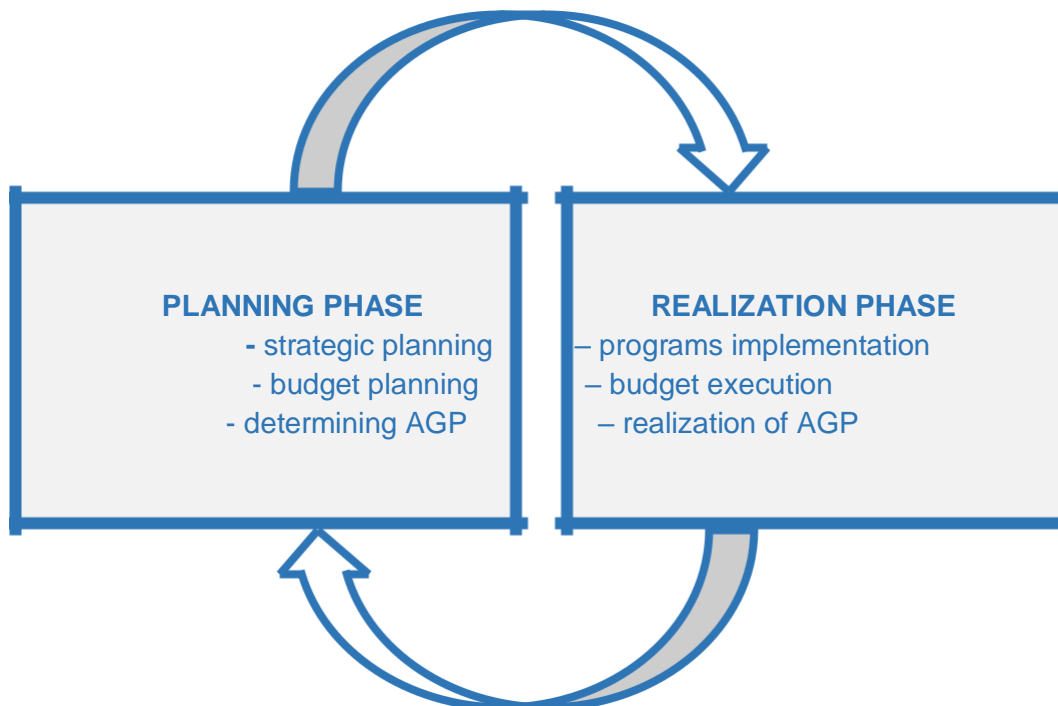 PLANNING PHASE
- strategic planning
- budget planning
- determining AGP
REALIZATION PHASE
– programs implementation
– budget execution
– realization of AGP